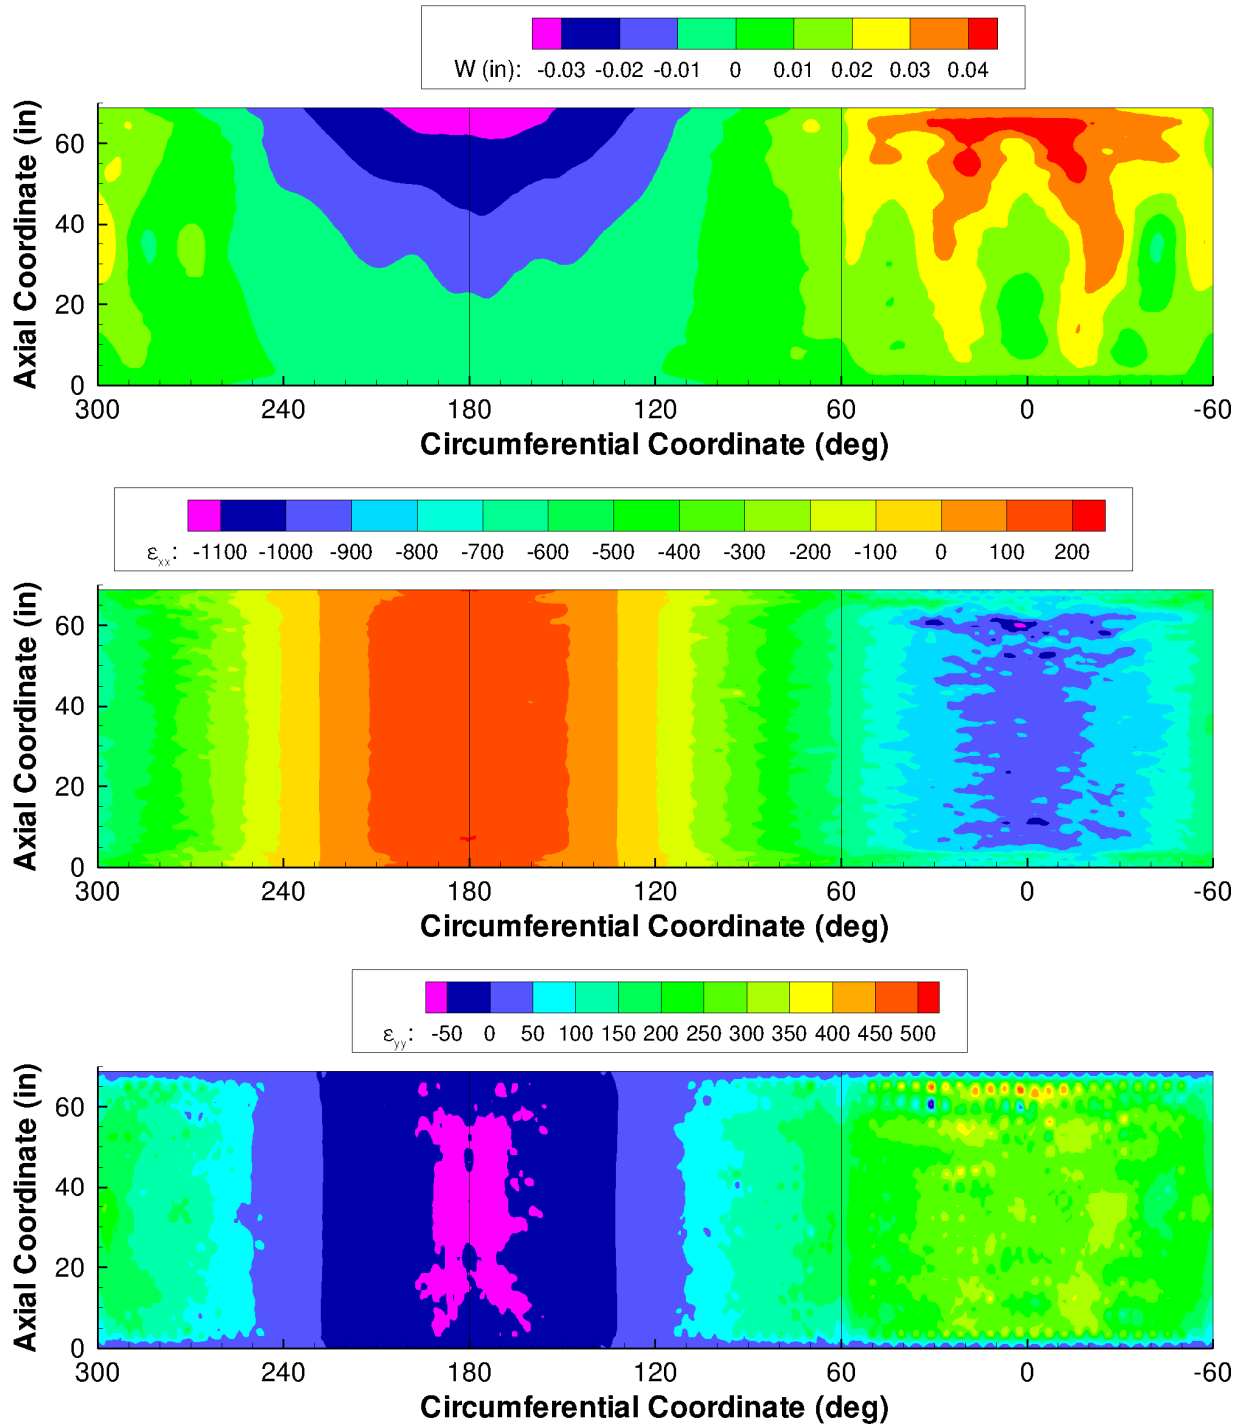 W (in): -0.03 -0.02 -0.01 0 0.01 0.02 0.03 0.04
Axial Coordinate (in)
60
40
20
0
300 240 180 120 60 0 -60
Circumferential Coordinate (deg)
εxx: -1100 -1000 -900 -800 -700 -600 -500 -400 -300 -200 -100 0 100 200
Axial Coordinate (in)
60
40
20
0
300 240 180 120 60 0 -60
Circumferential Coordinate (deg)
εyy: -50 0 50 100 150 200 250 300 350 400 450 500
Axial Coordinate (in)
60
40
20
0
300 240 180 120 60 0 -60
Circumferential Coordinate (deg)